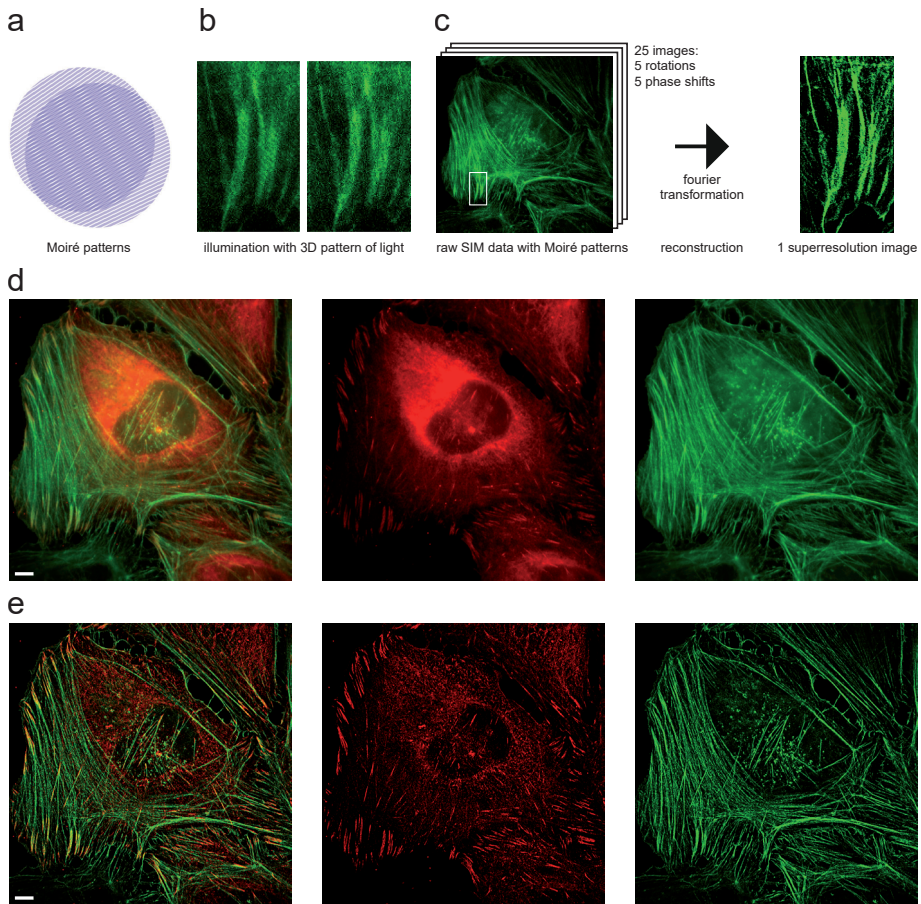 a
b
c
25 images:
5 rotations
5 phase shifts
fourier
transformation
Moiré patterns
illumination with 3D pattern of light
raw SIM data with Moiré patterns
reconstruction
1 superresolution image
d
e